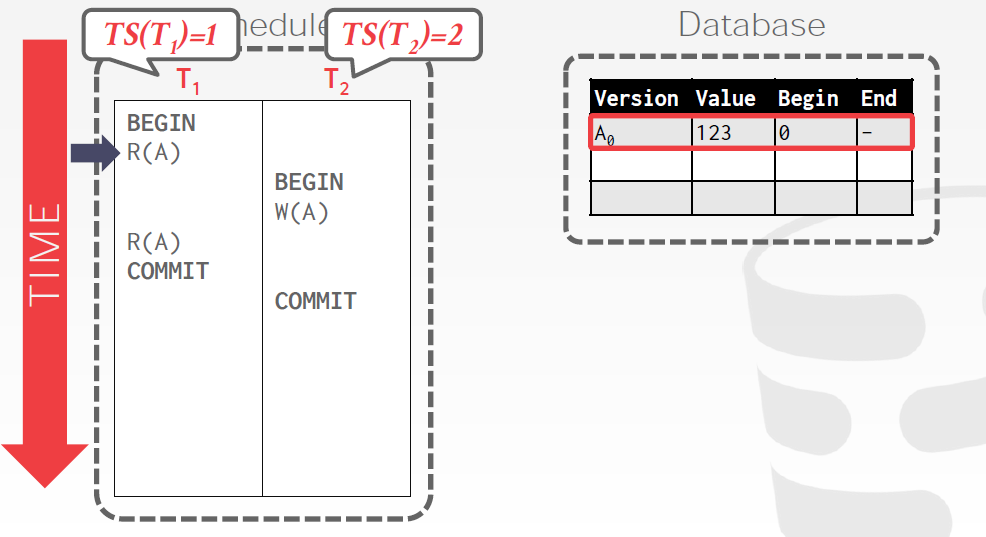 TS(T1)=1
hedule
TS(T2)=2
Database
T1
T2
Version Value Begin End
A0 123 0 –
BEGIN
R(A)
BEGIN
W(A)
R(A)
COMMIT
COMMIT
TIME